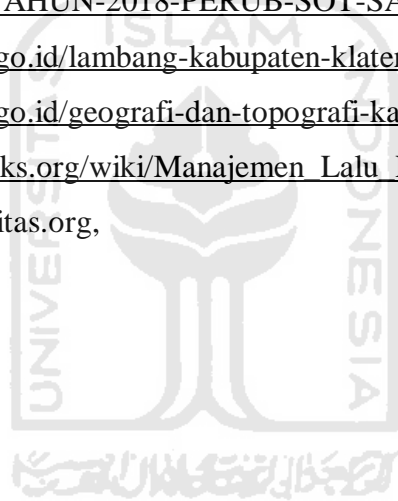 TAHUN-2018-PERUB-SOT-SA
go.id/lambang-kabupaten-klaten
go.id/geografi-dan-topografi-ka
ks.org/wiki/Manajemen_Lalu_
itas.org,
ISLAM
UNIVERSITAS
INDONESIA